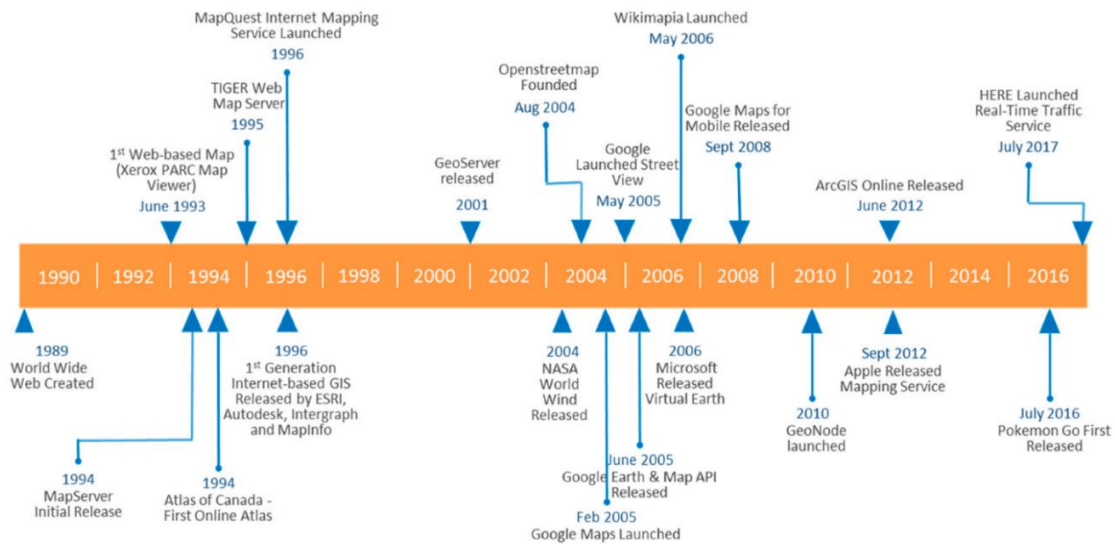 MapQuest Internet Mapping
Service Launched
1996
TIGER Web
Map Server
1995
1st Web-based Map
(Xerox PARC Map
Viewer)
June 1993
GeoServer
released
2001
Openstreetmap
Founded
Aug 2004
Google
Launched Street
View
May 2005
Wikimapia Launched
May 2006
Google Maps for
Mobile Released
Sept 2008
ArcGIS Online Released
June 2012
HERE Launched
Real-Time Traffic
Service
July 2017
1990 1992 1994 1996 1998 2000 2002 2004 2006 2008 2010 2012 2014 2016
1989
World Wide
Web Created
1994
MapServer
Initial Release
1994
Atlas of Canada -
First Online Atlas
1996
1st Generation
Internet-based GIS
Released by ESRI,
Autodesk, Intergraph
and MapInfo
2004
NASA
World
Wind
Released
Feb 2005
Google Maps Launched
June 2005
Google Earth & Map API
Released
2006
Microsoft
Released
Virtual Earth
2010
GeoNode
launched
Sept 2012
Apple Released
Mapping Service
July 2016
Pokemon Go First
Released